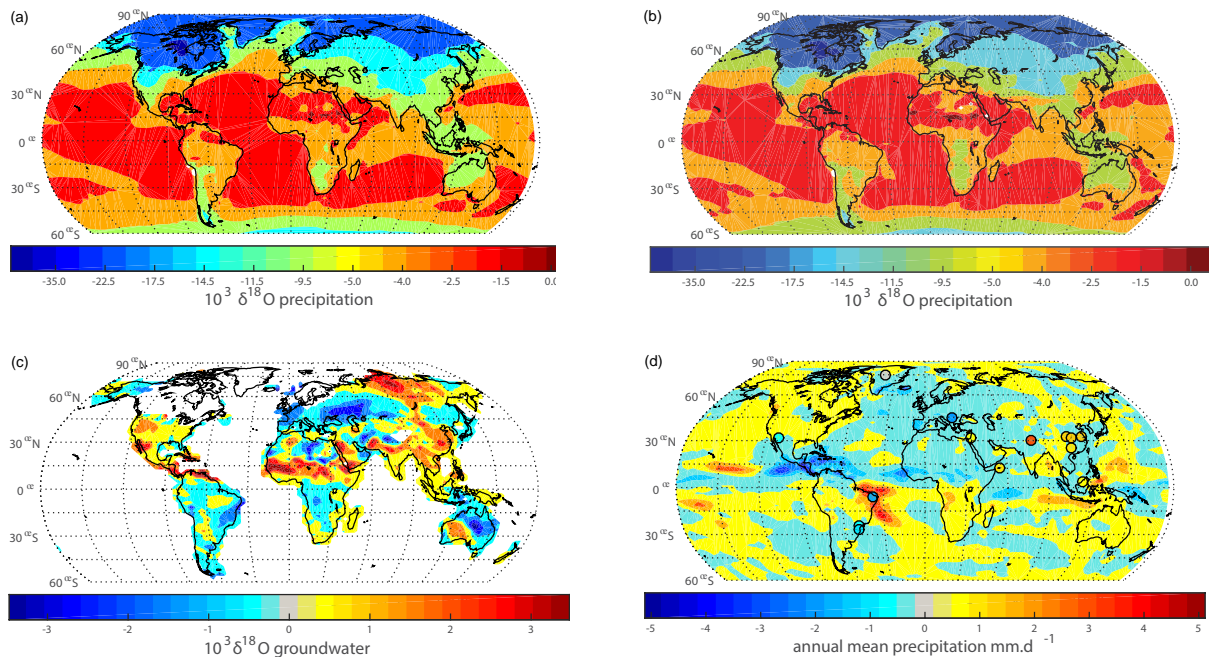 (a)
90 œ N
60 œ N
30 œ N
0 œ
30 œ S
60 œ S
-35.0 -22.5 -17.5 -14.5 -11.5 -9.5 -5.5 -4.0 -2.5 -1.5 0.0
10 3 δ18O precipitation
(b)
90 œ N
60 œ N
30 œ N
0 œ
30 œ S
60 œ S
-35.0 -22.5 -17.5 -14.5 -11.5 -9.5 -5.5 -4.0 -2.5 -1.5 0.0
10 3 δ18O precipitation
(c)
90 œ N
60 œ N
30 œ N
0 œ
30 œ S
60 œ S
-3 -2 -1 0 1 2 3
10 3 δ18O groundwater
(d)
90 œ N
60 œ N
30 œ N
0 œ
30 œ S
60 œ S
-5 -4 -3 -2 -1 0 1 2 3 4 5
annual mean precipitation mm.d -1